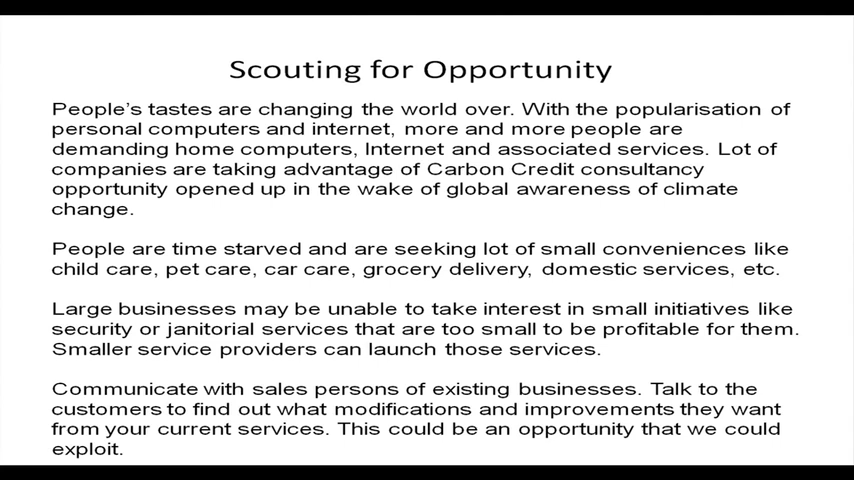 Scouting for Opportunity
People's tastes are changing the world over. With the popularisation of
personal computers and internet, more and more people are
demanding home computers, Internet and associated services. Lot of
companies are taking advantage of Carbon Credit consultancy
opportunity opened up in the wake of global awareness of climate
change.
People are time starved and are seeking lot of small conveniences like
child care, pet care, car care, grocery delivery, domestic services, etc.
Large businesses may be unable to take interest in small initiatives like
security or janitorial services that are too small to be profitable for them.
Smaller service providers can launch those services.
Communicate with sales persons of existing businesses. Talk to the
customers to find out what modifications and improvements they want
from your current services. This could be an opportunity that we could
exploit.